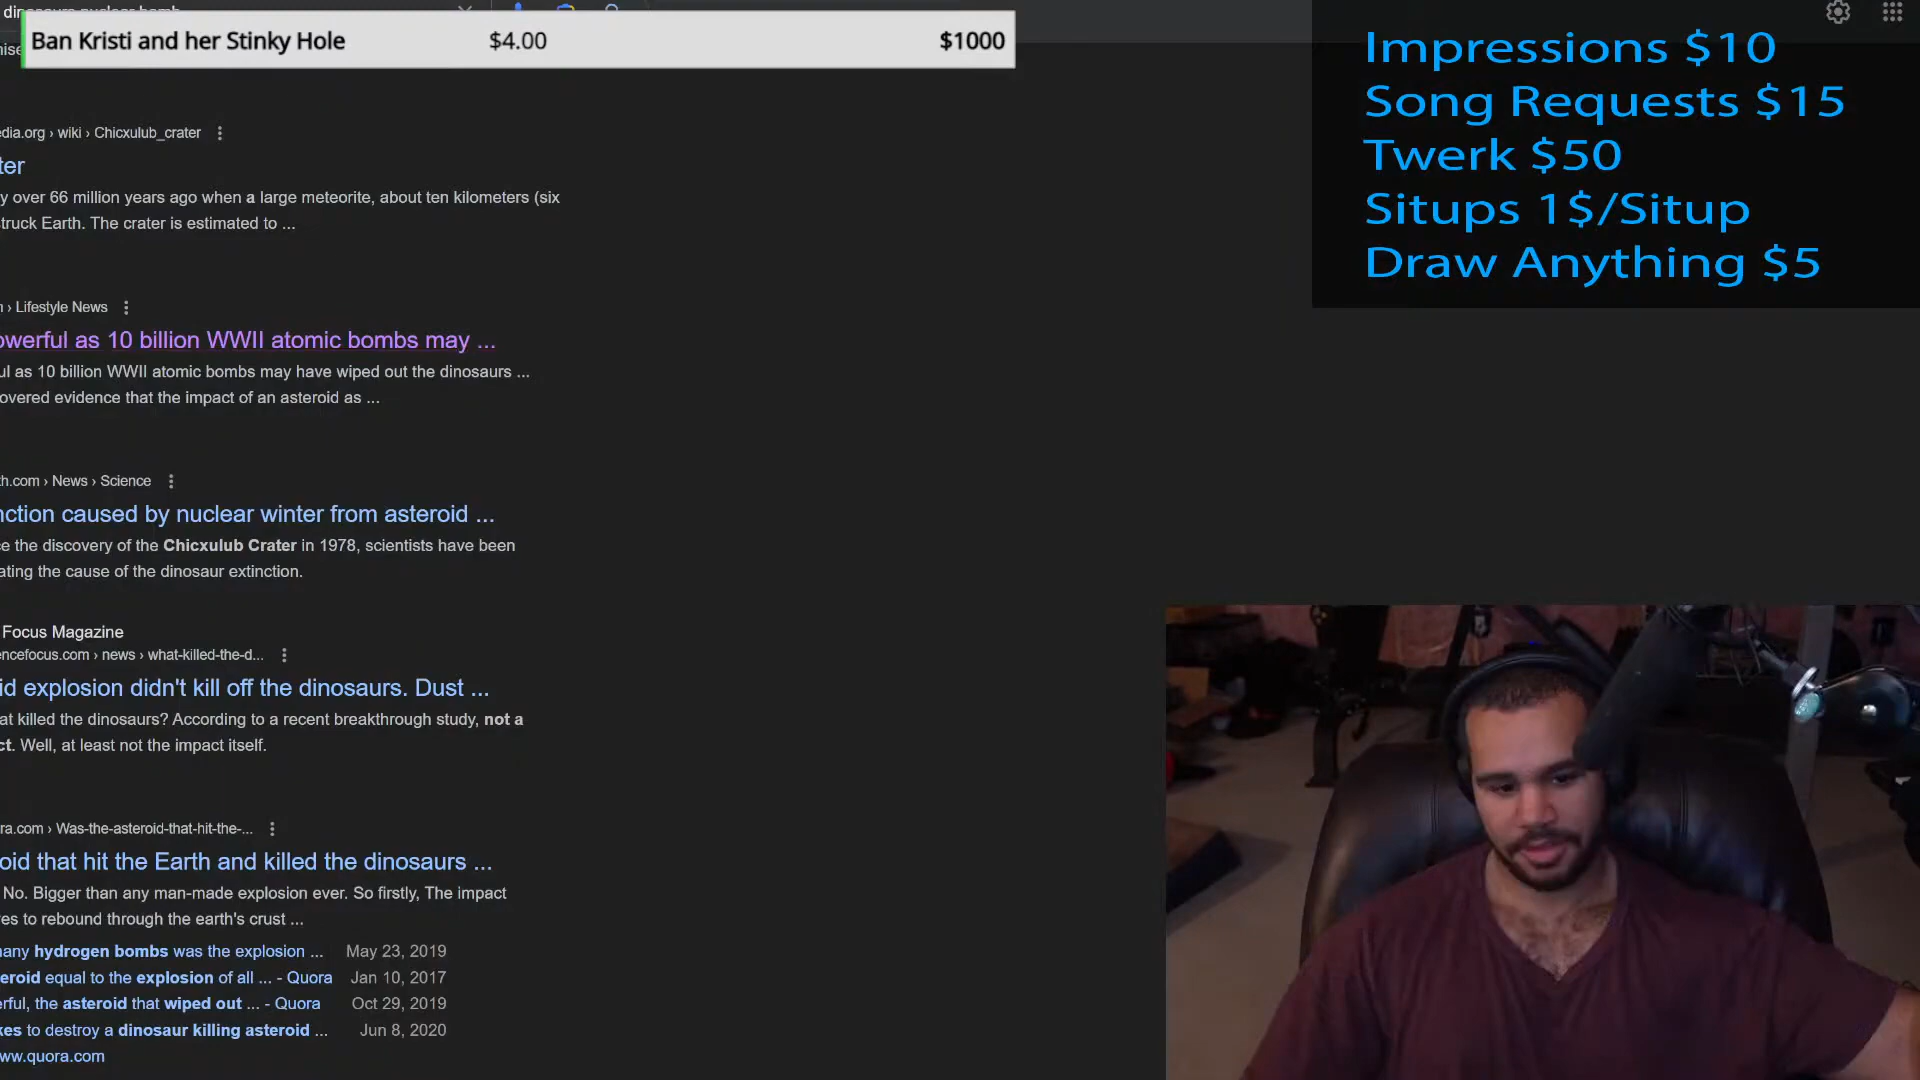 Ban Kristi and her Stinky Hole $4.00 $1000
Impressions $10
Song Requests $15
Twerk $50
Situps 1$/Situp
Draw Anything $5
edia.org › wiki › Chicxulub_crater
ter
y over 66 million years ago when a large meteorite, about ten kilometers (six
truck Earth. The crater is estimated to ...
› Lifestyle News
owerful as 10 billion WWII atomic bombs may ...
ul as 10 billion WWII atomic bombs may have wiped out the dinosaurs ...
overed evidence that the impact of an asteroid as ...
th.com › News › Science
nction caused by nuclear winter from asteroid ...
ce the discovery of the Chicxulub Crater in 1978, scientists have been
ating the cause of the dinosaur extinction.
Focus Magazine
encefocus.com › news › what-killed-the-d...
id explosion didn't kill off the dinosaurs. Dust ...
at killed the dinosaurs? According to a recent breakthrough study, not a
ct. Well, at least not the impact itself.
ra.com › Was-the-asteroid-that-hit-the-...
oid that hit the Earth and killed the dinosaurs ...
No. Bigger than any man-made explosion ever. So firstly, The impact
es to rebound through the earth's crust ...
many hydrogen bombs was the explosion ... May 23, 2019
eroid equal to the explosion of all ... - Quora Jan 10, 2017
erful, the asteroid that wiped out ... - Quora Oct 29, 2019
kes to destroy a dinosaur killing asteroid ... Jun 8, 2020
ww.quora.com